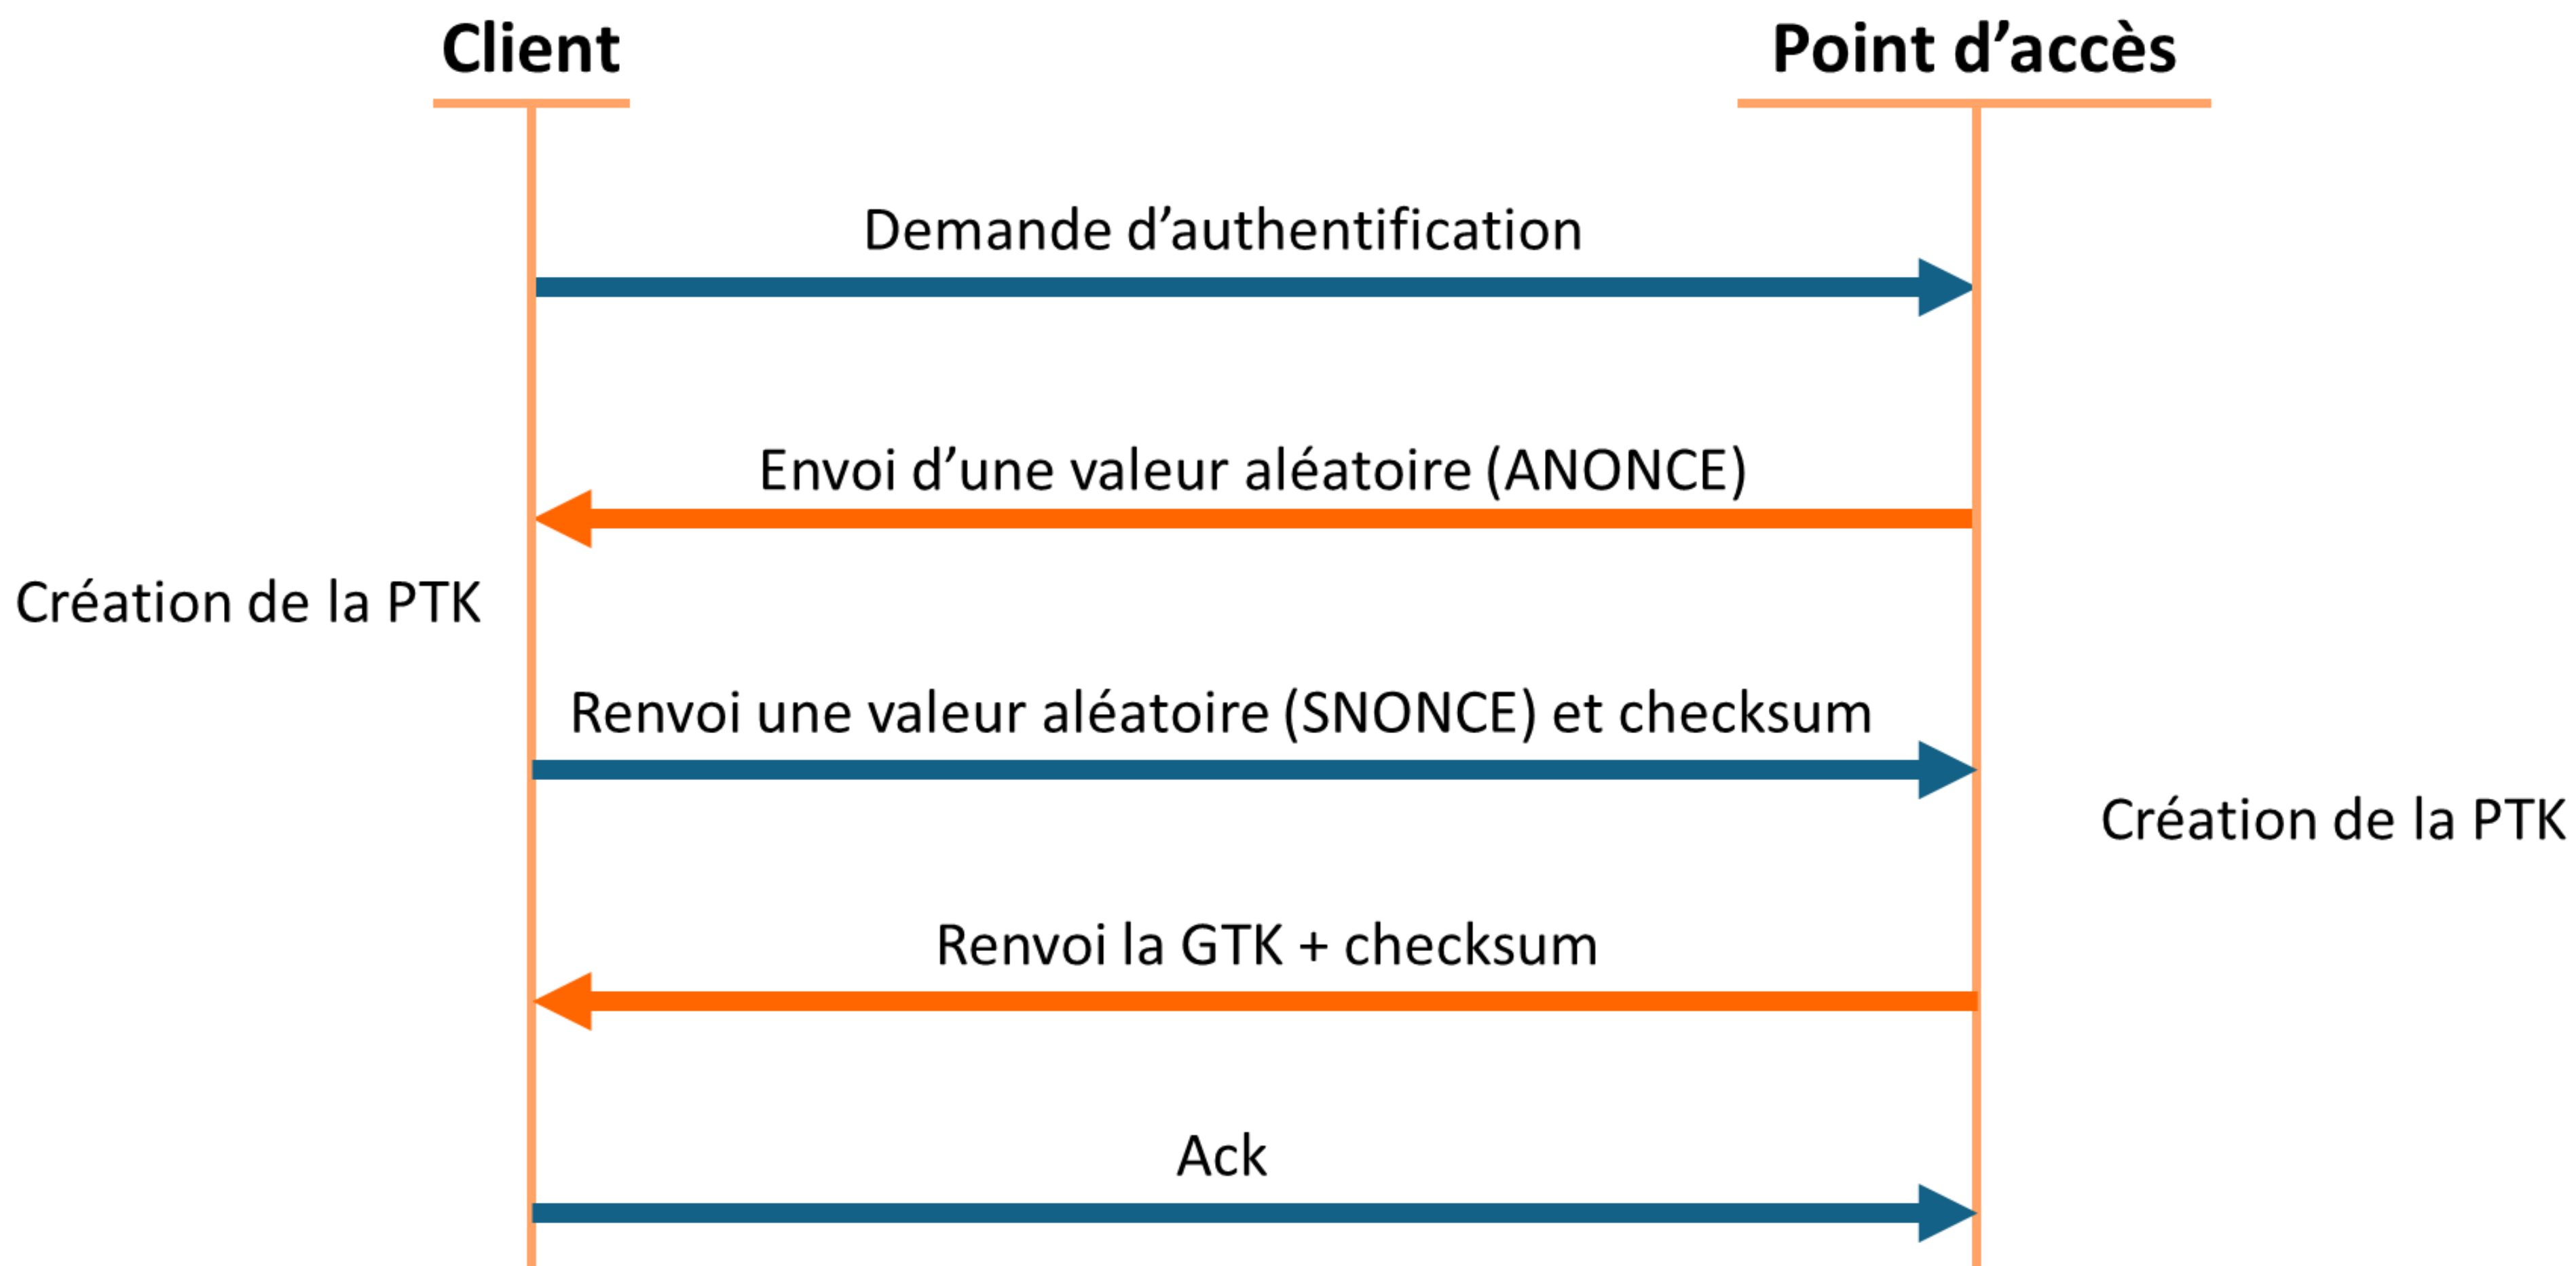 Client
Point d’accès
Demande d’authentification
Envoi d’une valeur aléatoire (ANONCE)
Création de la PTK
Renvoi une valeur aléatoire (SNONCE) et checksum
Création de la PTK
Renvoi la GTK + checksum
Ack